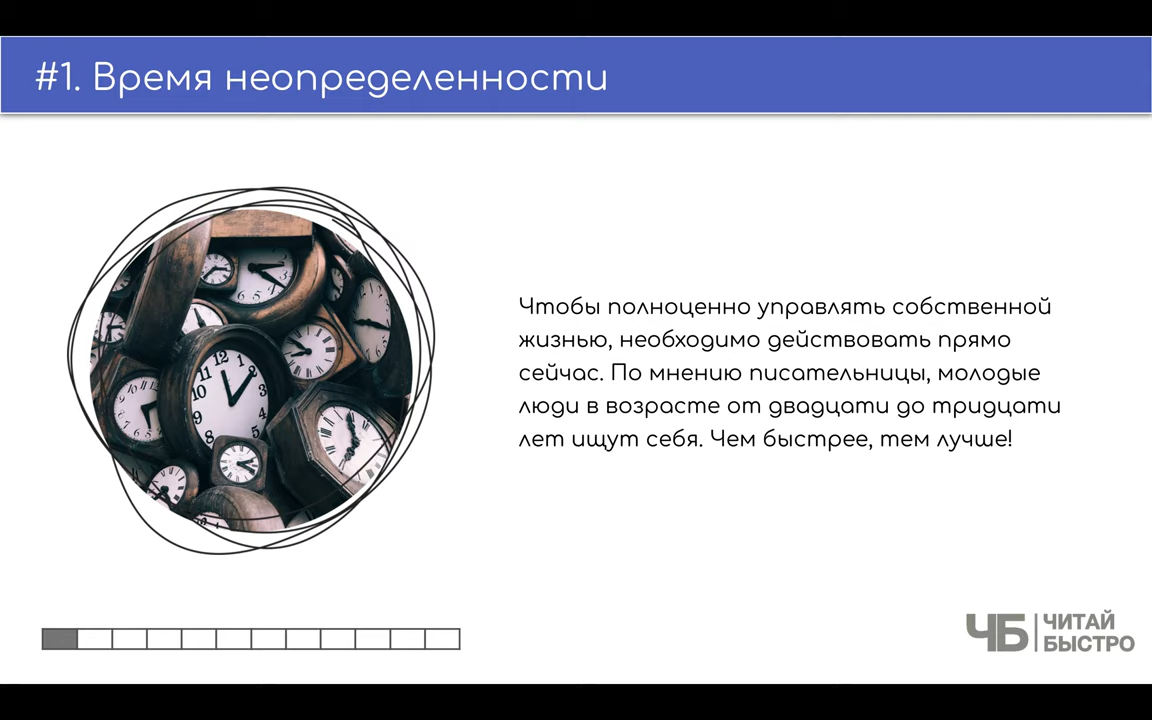 #1. Время неопределенности
Чтобы полноценно управлять собственной
жизнью, необходимо действовать прямо
сейчас. По мнению писательницы, молодые
люди в возрасте от двадцати до тридцати
лет ищут себя. Чем быстрее, тем лучше!
ЧБ ЧИТАЙ
БЫСТРО